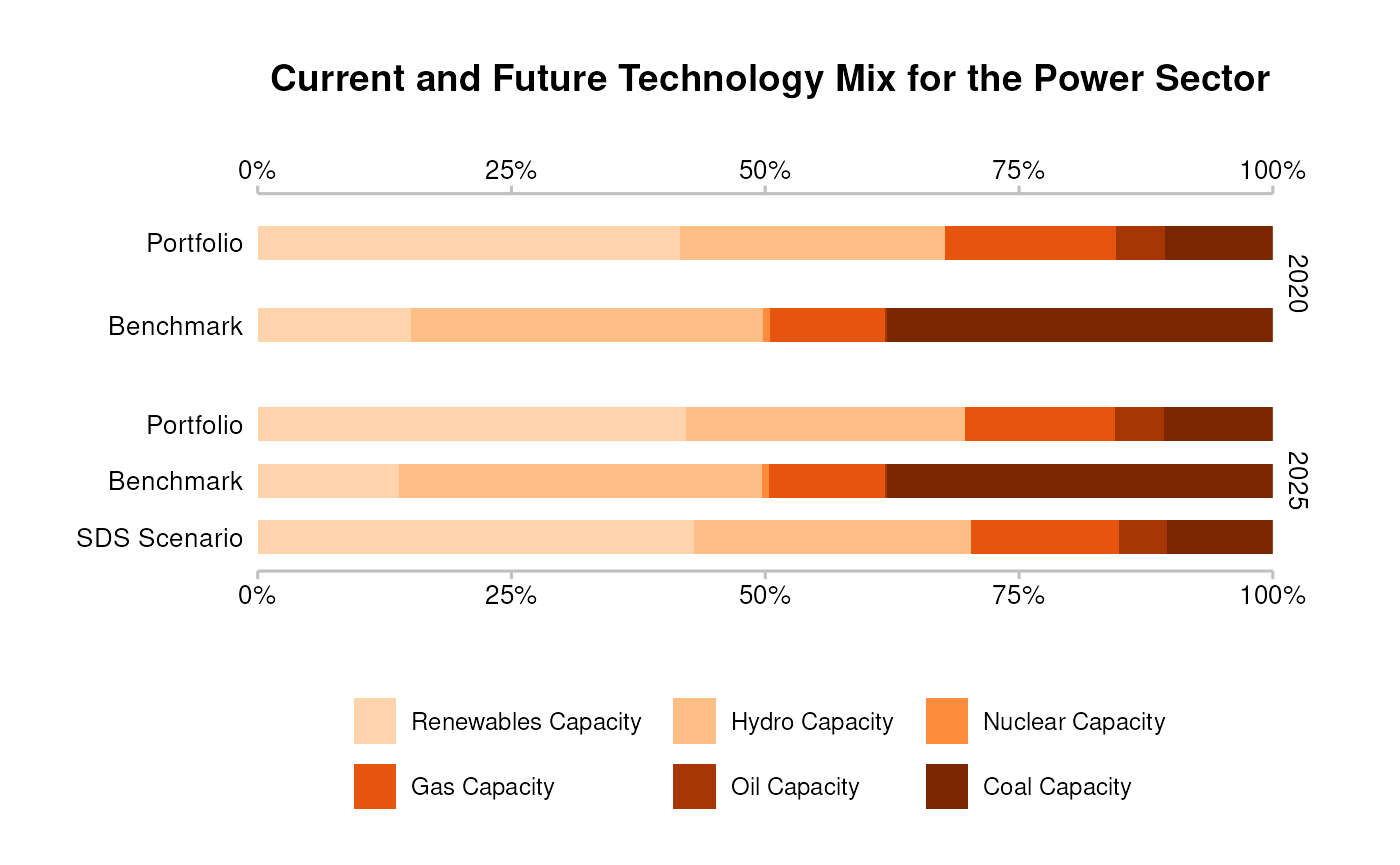 Current and Future Technology Mix for the Power Sector
0% 25% 50% 75% 100%
Portfolio
Benchmark
2020
Portfolio
Benchmark
SDS Scenario
2025
0% 25% 50% 75% 100%
Renewables Capacity Hydro Capacity Nuclear Capacity
Gas Capacity Oil Capacity Coal Capacity